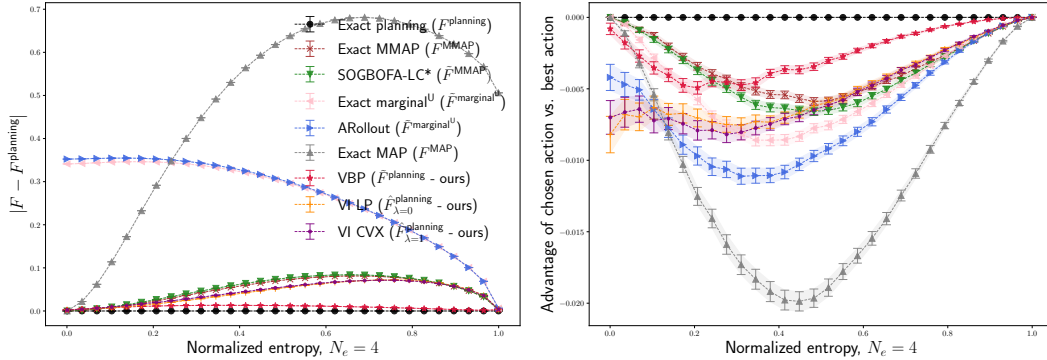 0.7
0.6
0.5
0.4
0.3
0.2
0.1
0.0
|F − F^planning|
0.0 0.2 0.4 0.6 0.8 1.0
Normalized entropy, N_e = 4
Exact planning (F^planning)
Exact MMAP (F^MMAP)
SOGBOFA-LC* (F̃^MMAP)
Exact marginal^U (F̃^marginal^U)
ARollout (F̃^marginal^U)
Exact MAP (F^MAP)
VBP (F̃^planning - ours)
VI LP (F̂^planning_λ=0 - ours)
VI CVX (F̂^planning_λ=1 - ours)
0.000
−0.005
−0.010
−0.015
−0.020
Advantage of chosen action vs. best action
0.0 0.2 0.4 0.6 0.8 1.0
Normalized entropy, N_e = 4